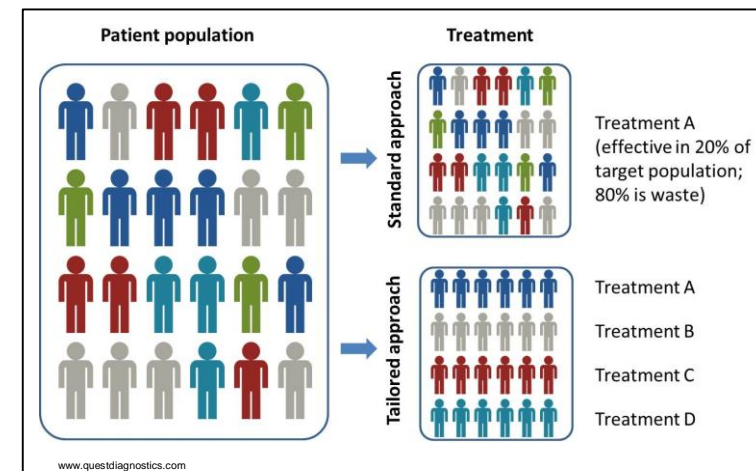 Patient population
Treatment
Standard approach
Treatment A
(effective in 20% of
target population;
80% is waste)
Tailored approach
Treatment A
Treatment B
Treatment C
Treatment D
www.questdiagnostics.com